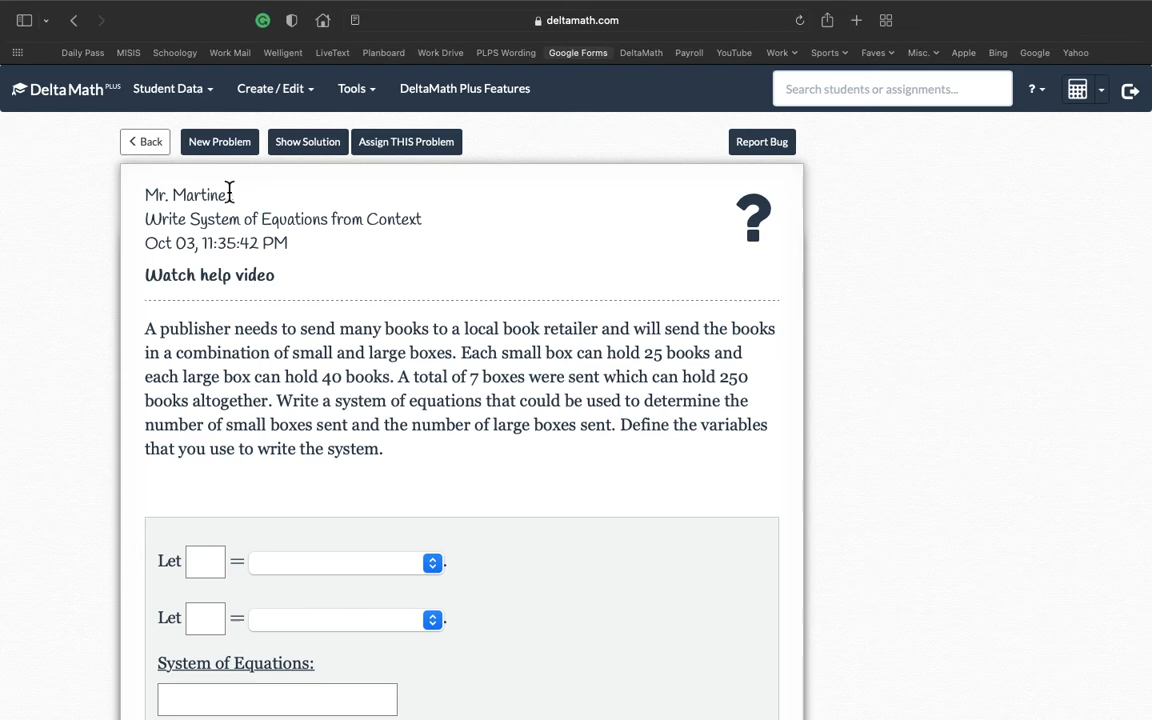 deltamath.com
Daily Pass MISIS Schoology Work Mail Welligent LiveText Planboard Work Drive PLPS Wording Google Forms DeltaMath Payroll YouTube Work Sports Faves Misc. Apple Bing Google Yahoo
DeltaMath PLUS Student Data Create / Edit Tools DeltaMath Plus Features Search students or assignments... ?
Back New Problem Show Solution Assign THIS Problem Report Bug
Mr. Martine
?
Write System of Equations from Context
Oct 03, 11:35:42 PM
Watch help video
A publisher needs to send many books to a local book retailer and will send the books
in a combination of small and large boxes. Each small box can hold 25 books and
each large box can hold 40 books. A total of 7 boxes were sent which can hold 250
books altogether. Write a system of equations that could be used to determine the
number of small boxes sent and the number of large boxes sent. Define the variables
that you use to write the system.
Let = .
Let = .
System of Equations: